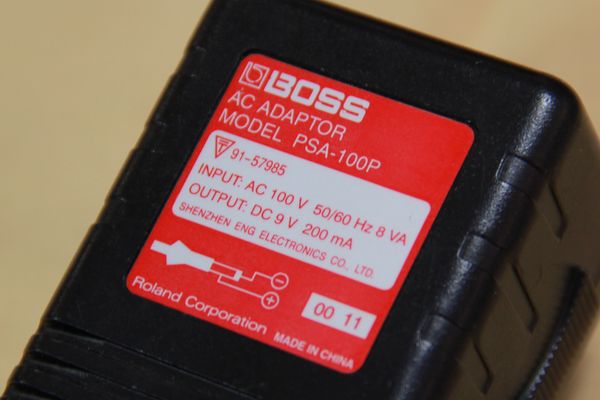 BOSS
AC ADAPTOR
MODEL PSA-100P
91-57985
INPUT: AC 100 V 50/60 Hz 8 VA
OUTPUT: DC 9 V 200 mA
SHENZHEN ENG ELECTRONICS CO., LTD.
00 11
Roland Corporation
MADE IN CHINA